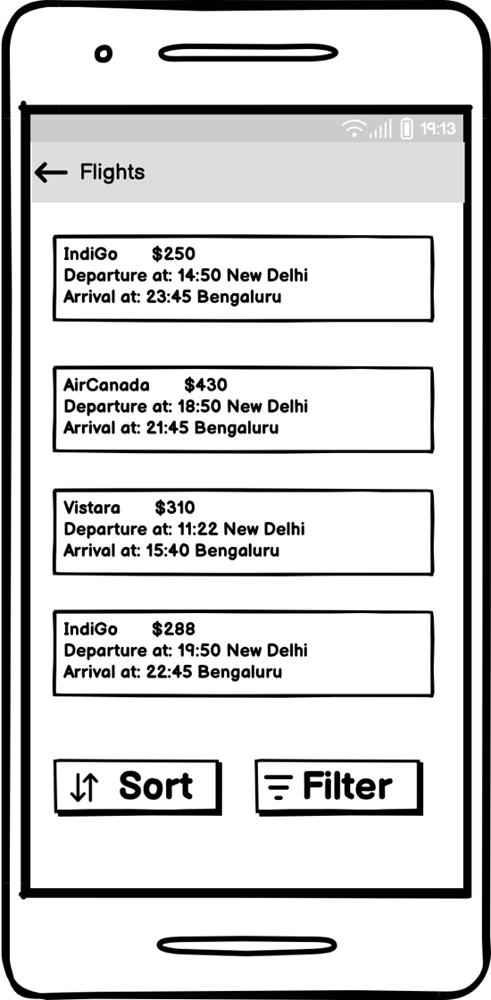 19:13
Flights
IndiGo $250
Departure at: 14:50 New Delhi
Arrival at: 23:45 Bengaluru
AirCanada $430
Departure at: 18:50 New Delhi
Arrival at: 21:45 Bengaluru
Vistara $310
Departure at: 11:22 New Delhi
Arrival at: 15:40 Bengaluru
IndiGo $288
Departure at: 19:50 New Delhi
Arrival at: 22:45 Bengaluru
Sort Filter